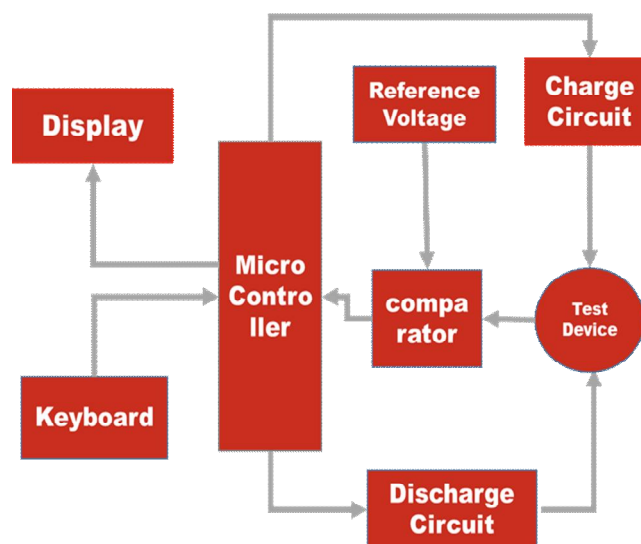 Display
Reference
Voltage
Charge
Circuit
Micro
Contro
ller
compa
rator
Test
Device
Keyboard
Discharge
Circuit